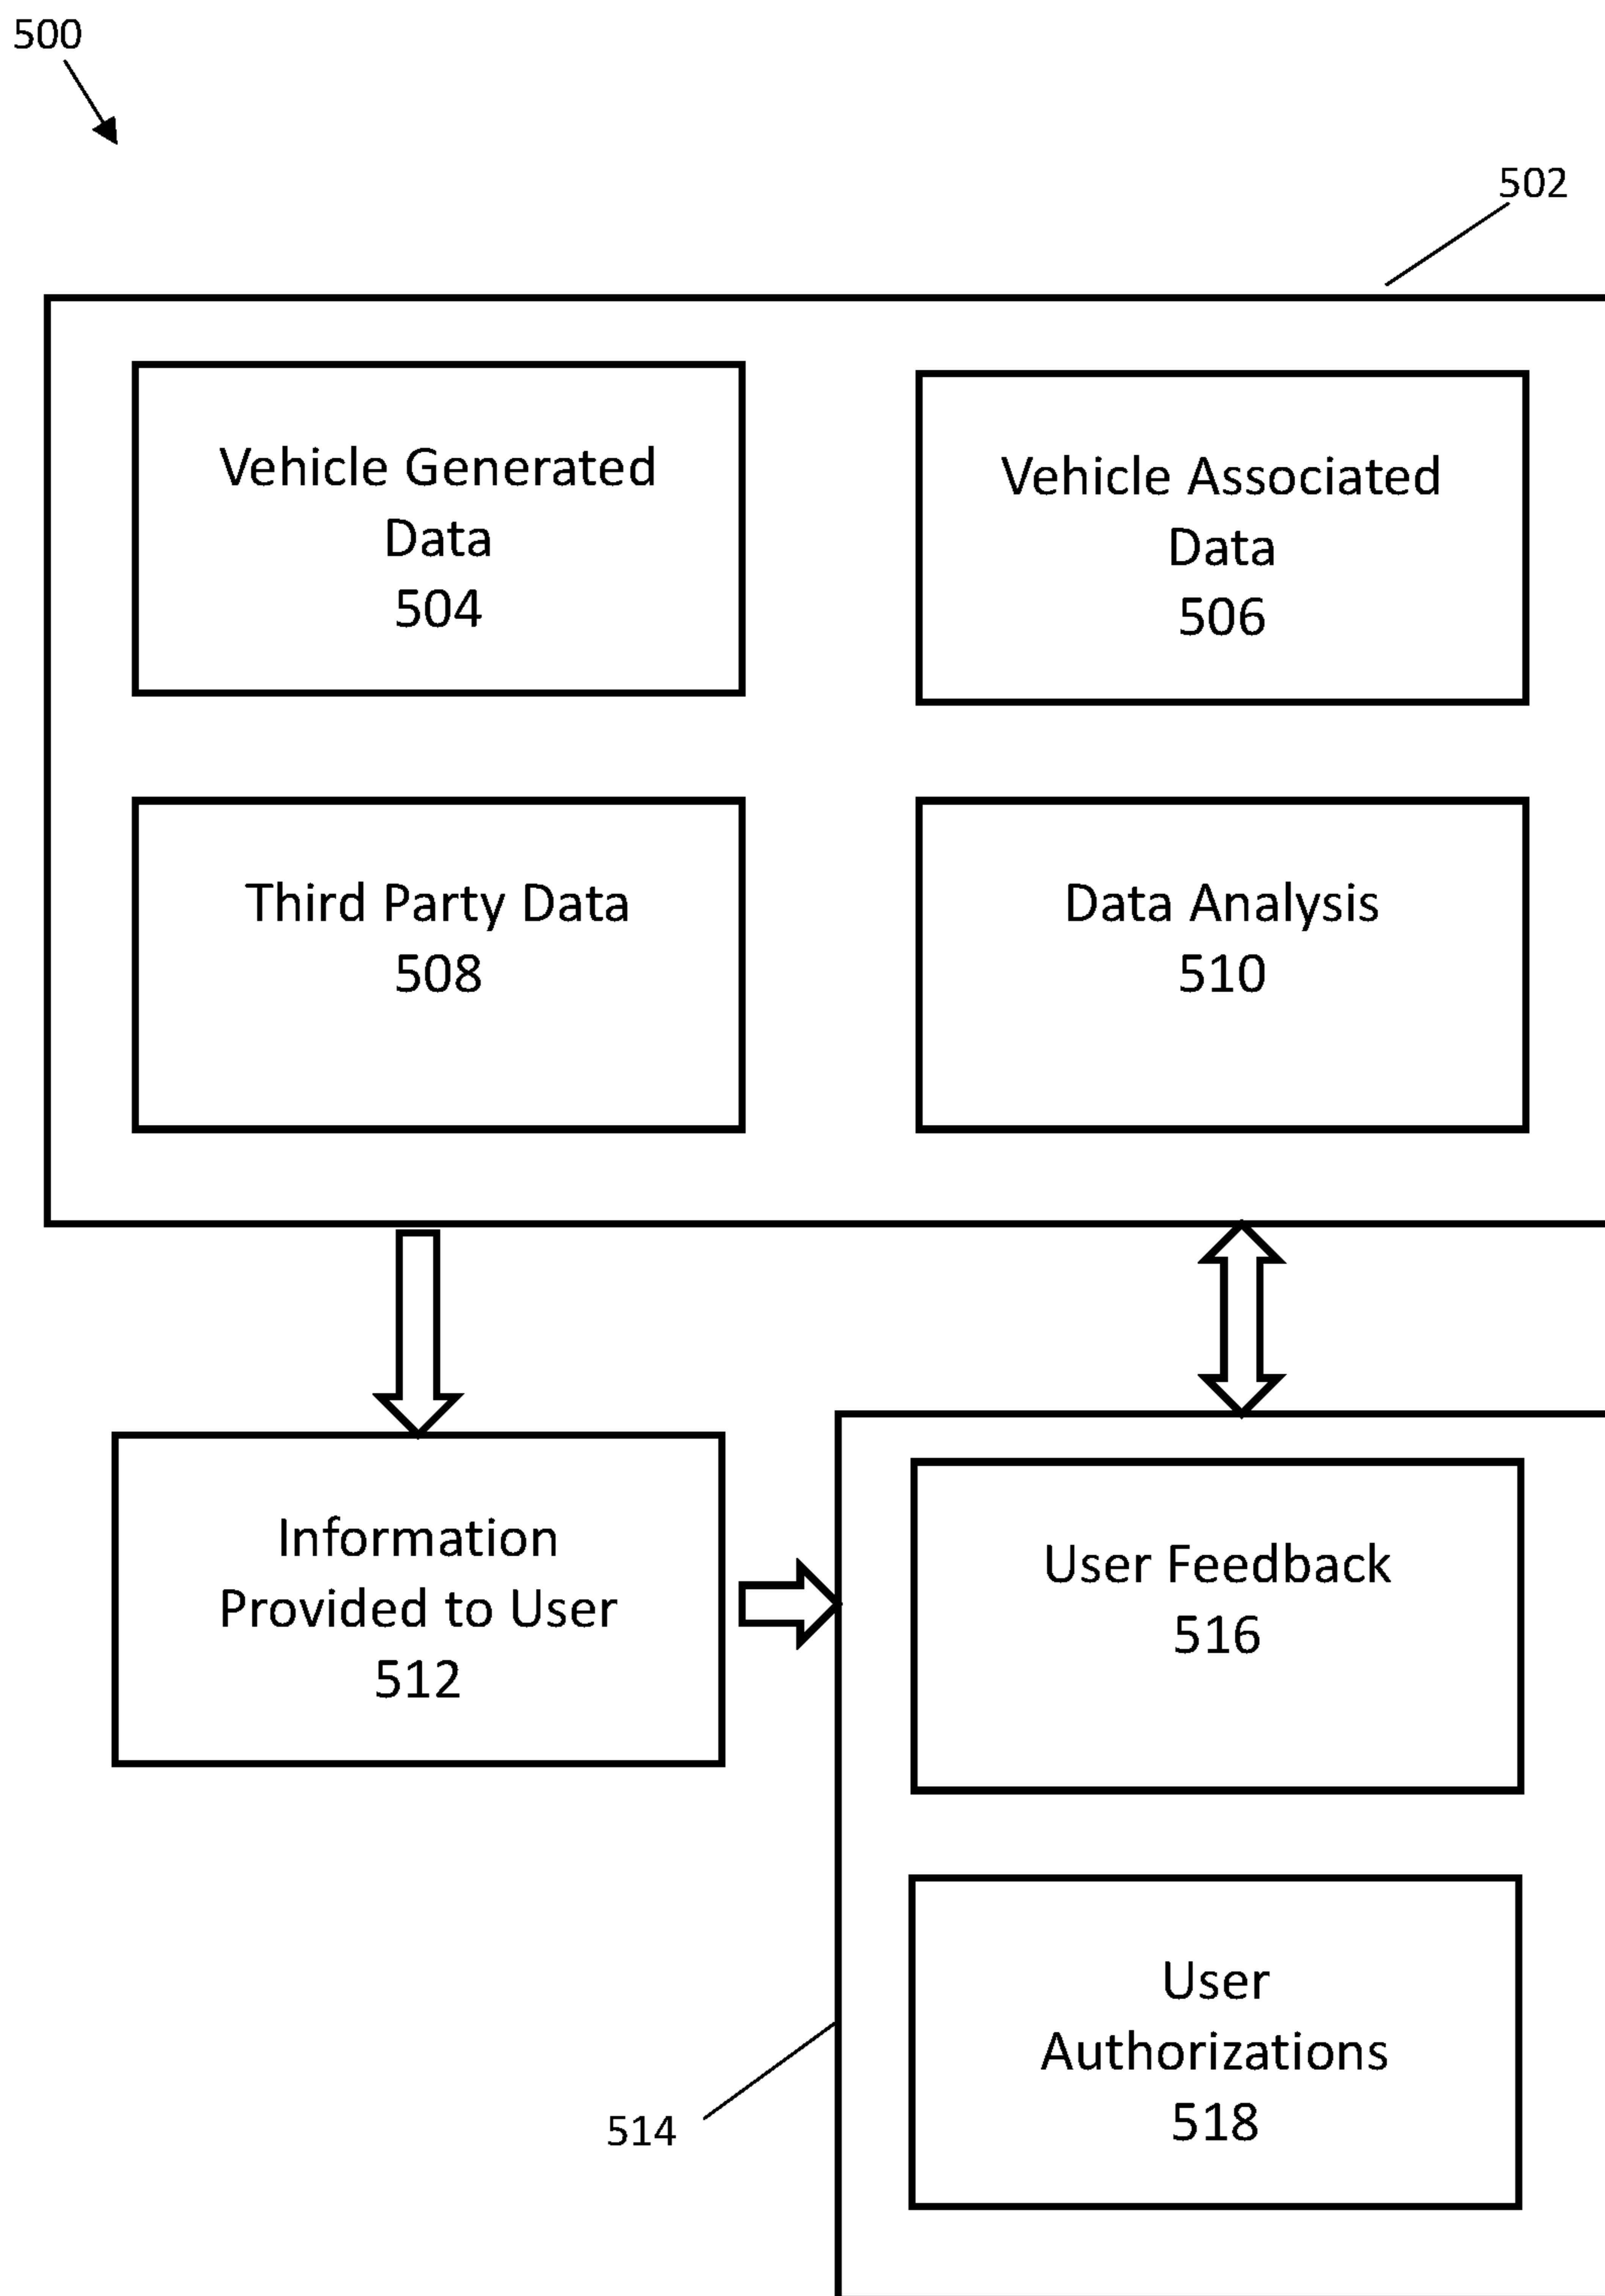 500
502
Vehicle Generated
Data
504
Vehicle Associated
Data
506
Third Party Data
508
Data Analysis
510
Information
Provided to User
512
User Feedback
516
User
Authorizations
518
514